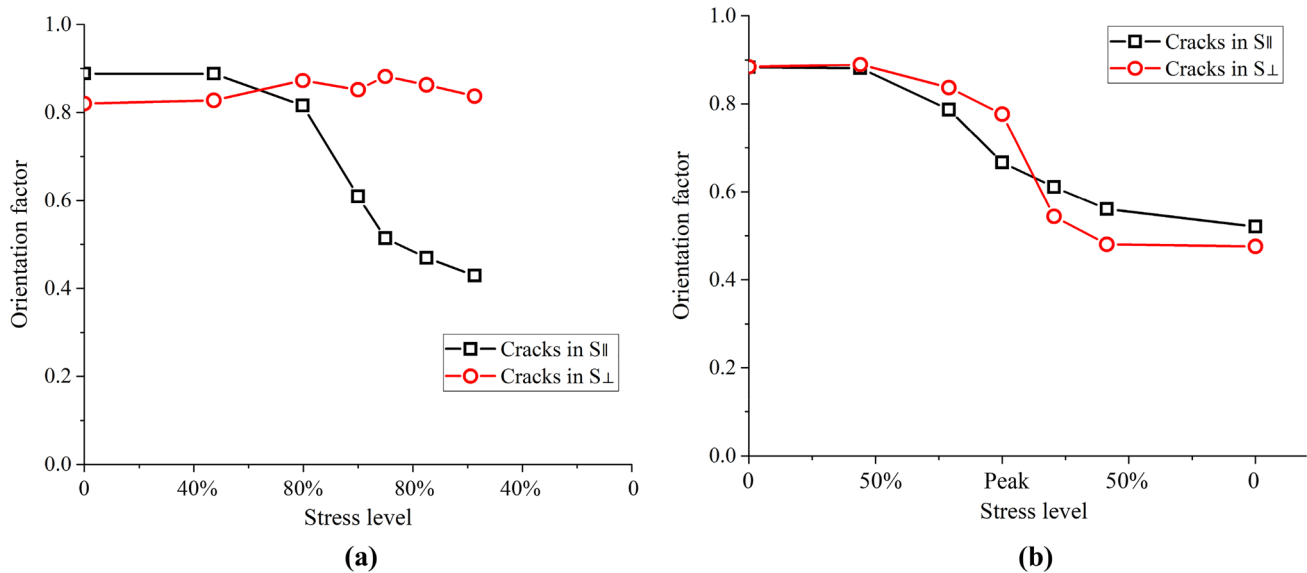 1.0
0.8
0.6
0.4
0.2
0.0
Orientation factor
Cracks in S∥
Cracks in S⊥
0 40% 80% 80% 40% 0
Stress level
(a)
1.0
0.8
0.6
0.4
0.2
0.0
Orientation factor
Cracks in S∥
Cracks in S⊥
0 50% Peak 50% 0
Stress level
(b)